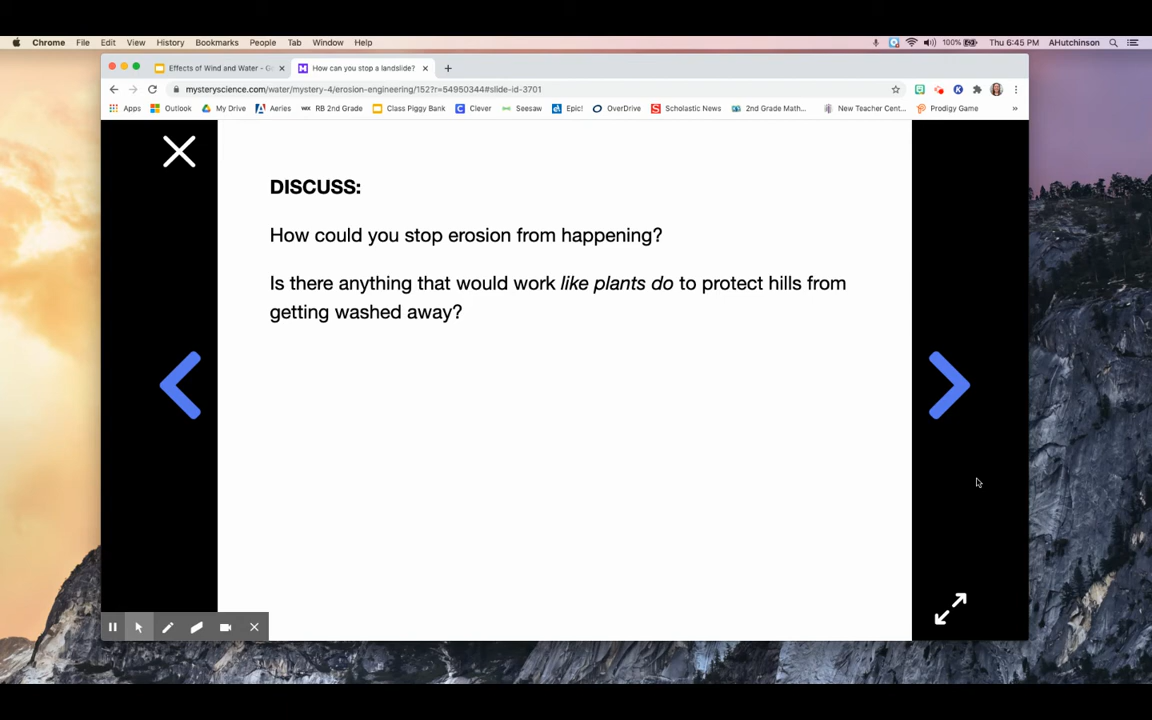 Chrome File Edit View History Bookmarks People Tab Window Help 100% Thu 6:45 PM AHutchinson
Effects of Wind and Water - G How can you stop a landslide?
mysteryscience.com/water/mystery-4/erosion-engineering/152?r=54950344#slide-id-3701
Apps Outlook My Drive Aeries WX RB 2nd Grade Class Piggy Bank Clever Seesaw Epic! OverDrive Scholastic News 2nd Grade Math... New Teacher Cent... Prodigy Game »
DISCUSS:
How could you stop erosion from happening?
Is there anything that would work like plants do to protect hills from
getting washed away?